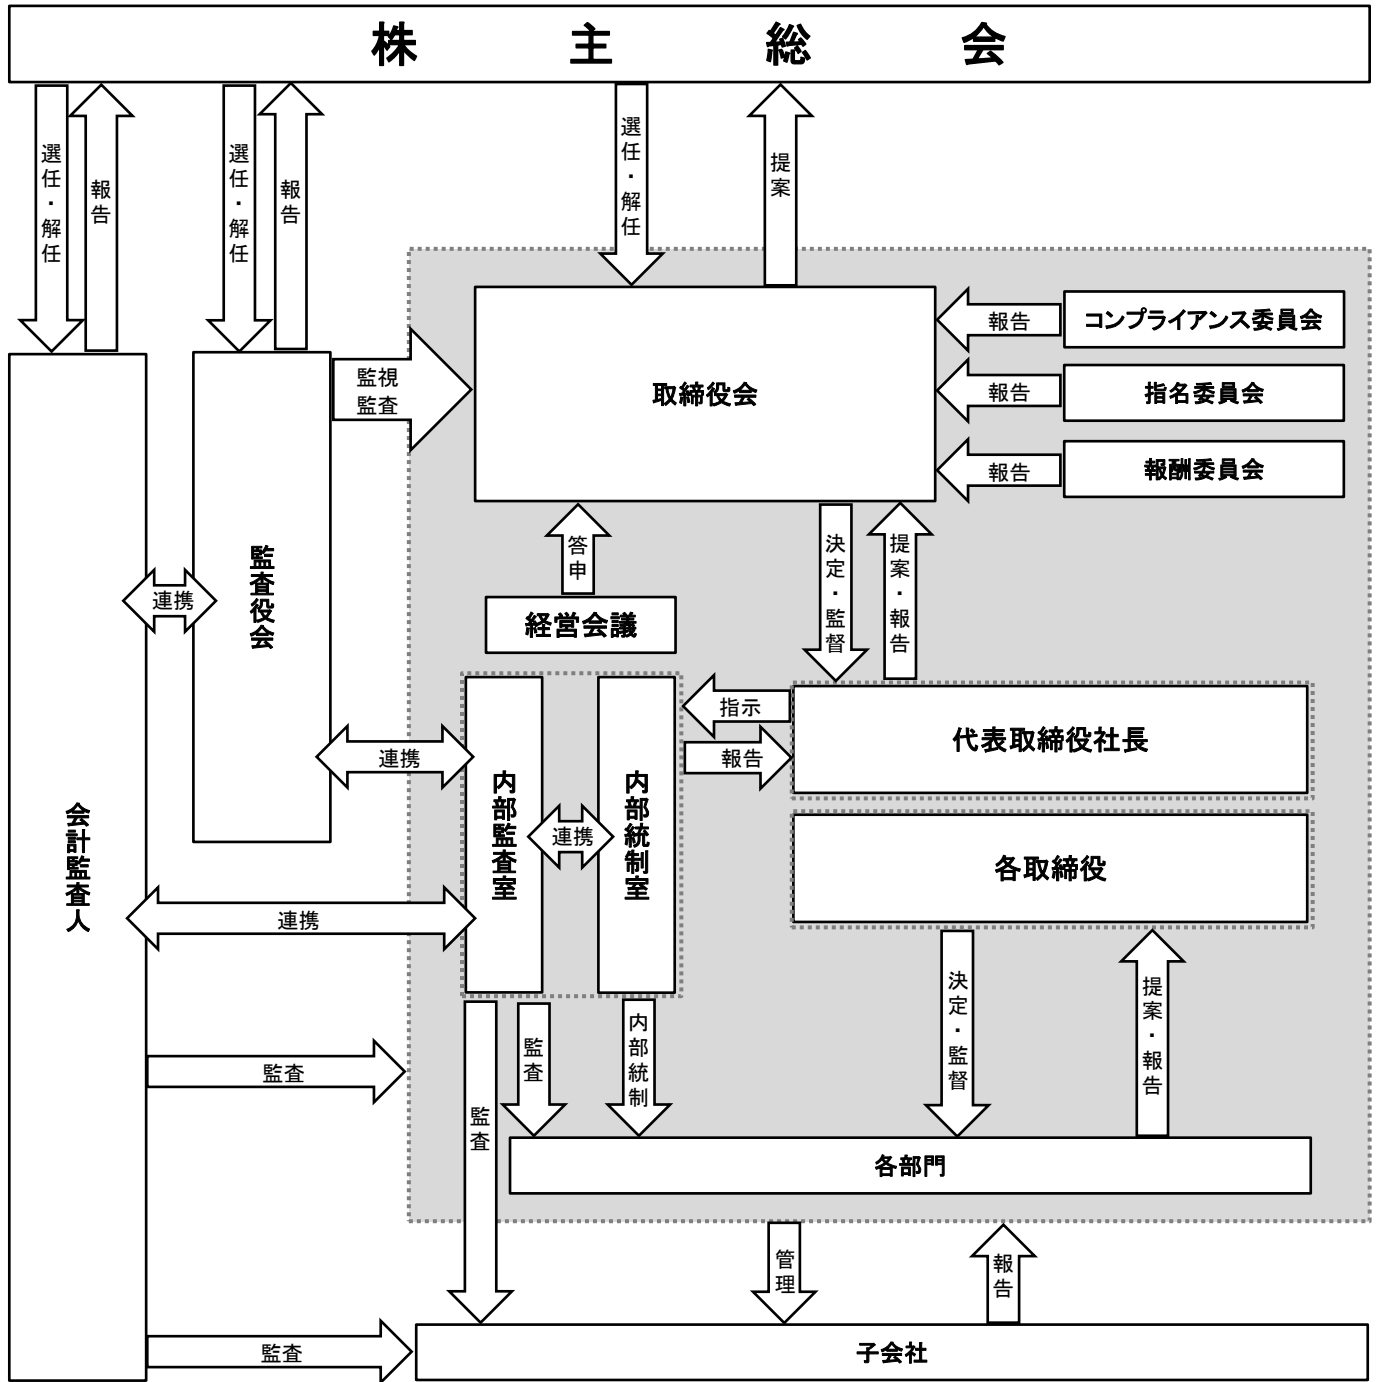 株主総会
選任・解任
報告
選任・解任
報告
選任・解任
提案
コンプライアンス委員会
報告
指名委員会
報告
報酬委員会
報告
取締役会
監視
監査
監査役会
連携
答申
経営会議
決定・監督
提案・報告
指示
報告
代表取締役社長
各取締役
連携
内部監査室
連携
内部統制室
会計監査人
連携
監査
監査
監査
内部統制
決定・監督
提案・報告
各部門
管理
報告
監査
子会社